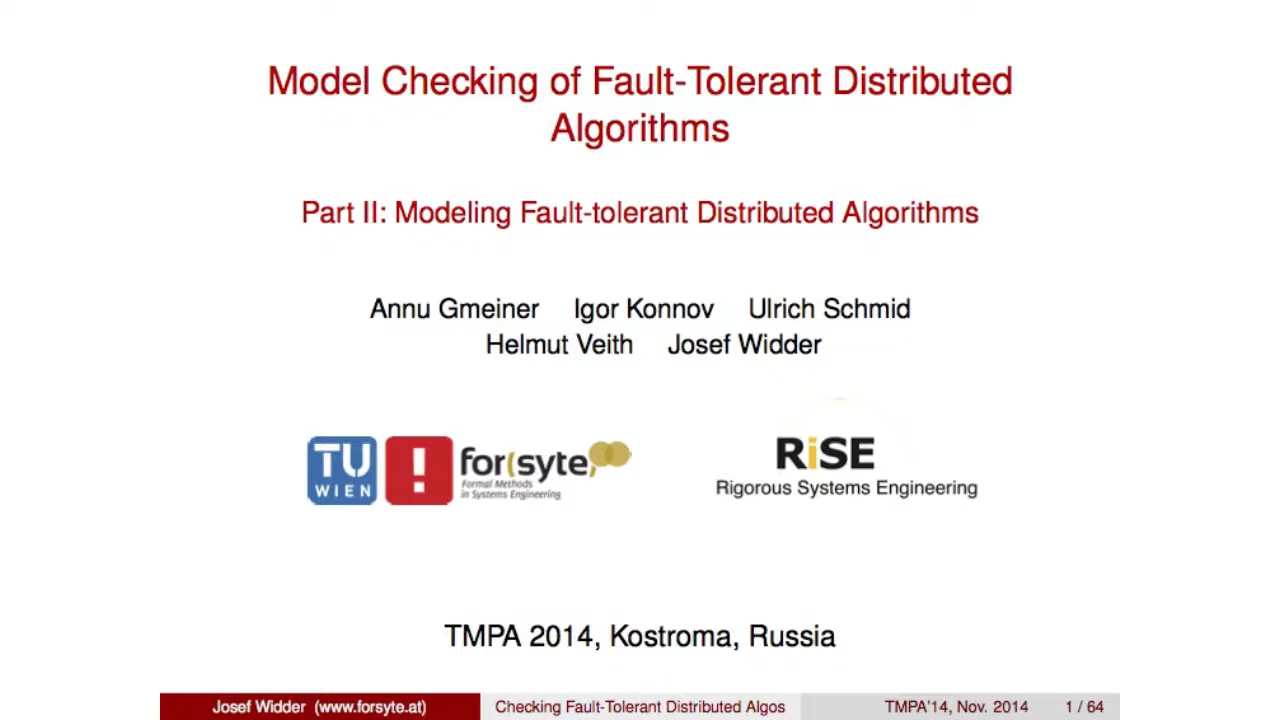 Model Checking of Fault-Tolerant Distributed
Algorithms
Part II: Modeling Fault-tolerant Distributed Algorithms
Annu Gmeiner Igor Konnov Ulrich Schmid
Helmut Veith Josef Widder
TU
WIEN
!
for(syte)
Formal Methods
in Systems Engineering
RiSE
Rigorous Systems Engineering
TMPA 2014, Kostroma, Russia
Josef Widder (www.forsyte.at) Checking Fault-Tolerant Distributed Algos TMPA'14, Nov. 2014 1 / 64